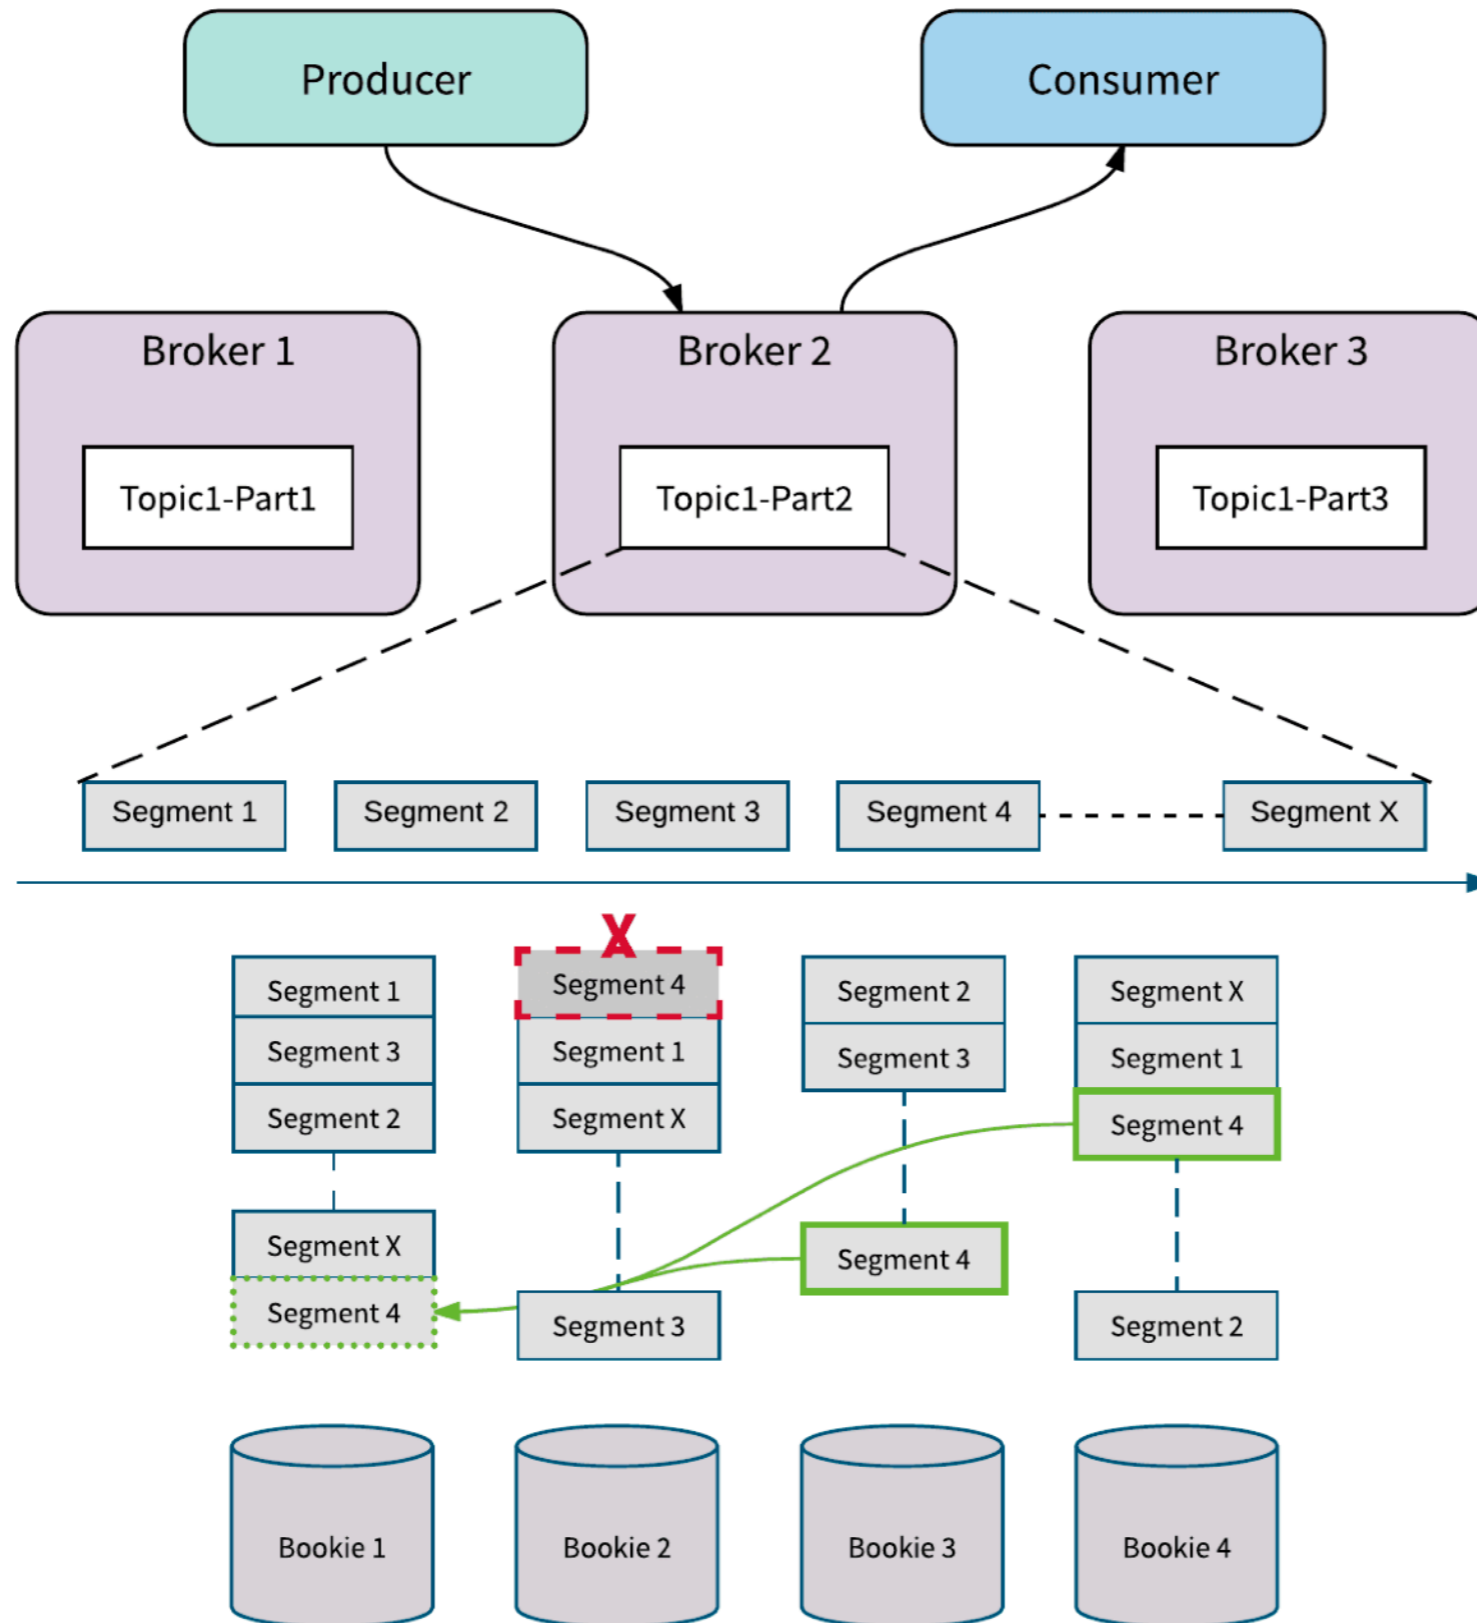 Producer
Consumer
Broker 1
Broker 2
Broker 3
Topic1-Part1
Topic1-Part2
Topic1-Part3
Segment 1
Segment 2
Segment 3
Segment 4
Segment X
X
Segment 1
Segment 3
Segment 2
Segment X
Segment 4
Segment 4
Segment 1
Segment X
Segment 3
Segment 2
Segment 3
Segment 4
Segment X
Segment 1
Segment 4
Segment 2
Bookie 1
Bookie 2
Bookie 3
Bookie 4